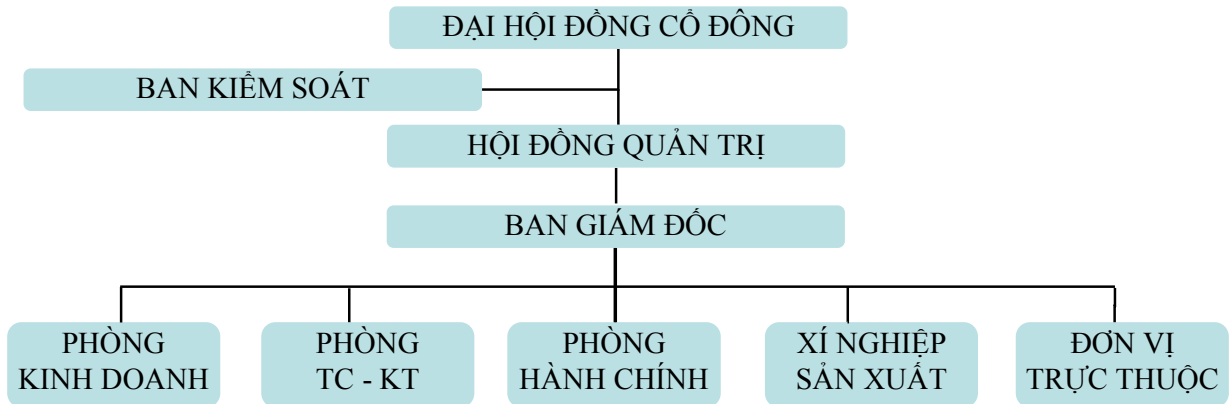 ĐẠI HỘI ĐỒNG CỔ ĐÔNG
BAN KIỂM SOÁT
HỘI ĐỒNG QUẢN TRỊ
BAN GIÁM ĐỐC
PHÒNG
KINH DOANH
PHÒNG
TC - KT
PHÒNG
HÀNH CHÍNH
XÍ NGHIỆP
SẢN XUẤT
ĐƠN VỊ
TRỰC THUỘC